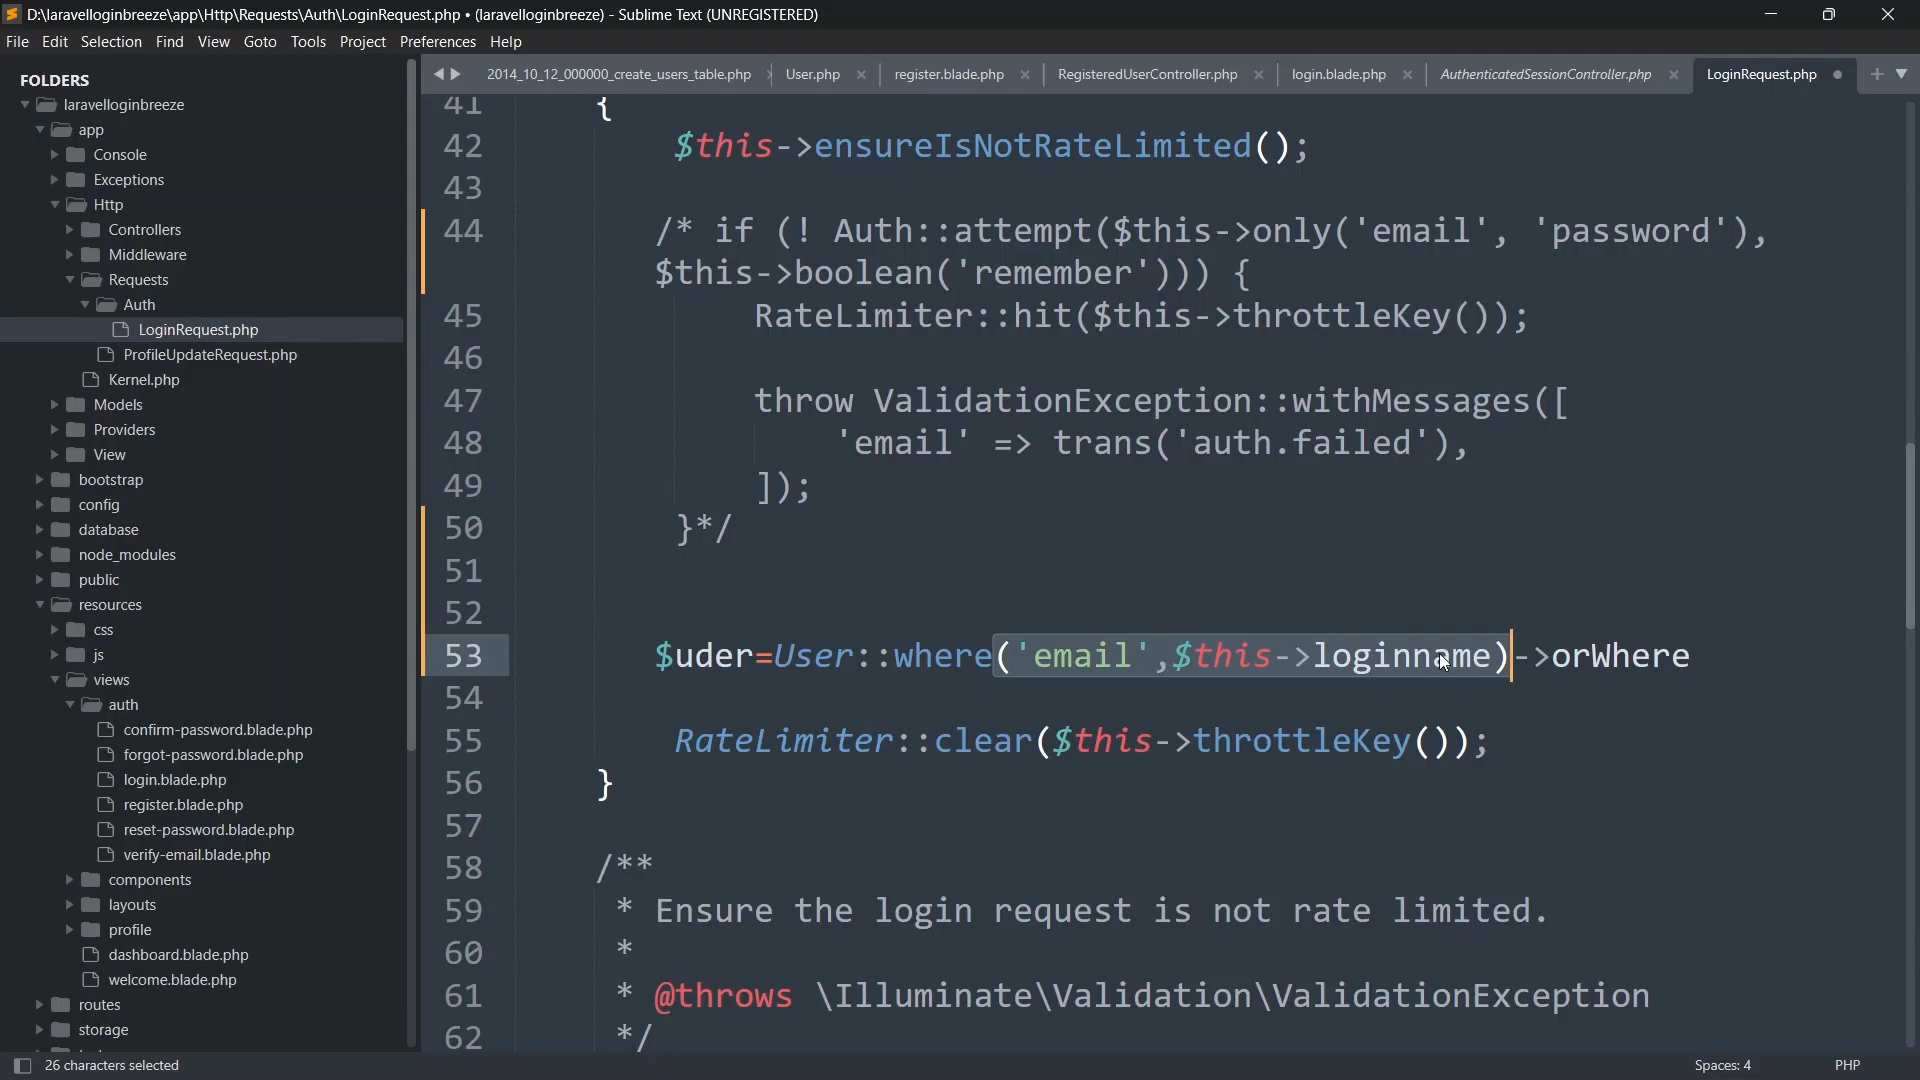 D:\laravelloginbreeze\app\Http\Requests\Auth\LoginRequest.php • (laravelloginbreeze) - Sublime Text (UNREGISTERED)
File Edit Selection Find View Goto Tools Project Preferences Help
2014_10_12_000000_create_users_table.php User.php register.blade.php RegisteredUserController.php login.blade.php AuthenticatedSessionController.php LoginRequest.php
FOLDERS
laravelloginbreeze
app
Console
Exceptions
Http
Controllers
Middleware
Requests
Auth
LoginRequest.php
ProfileUpdateRequest.php
Kernel.php
Models
Providers
View
bootstrap
config
database
node_modules
public
resources
css
js
views
auth
confirm-password.blade.php
forgot-password.blade.php
login.blade.php
register.blade.php
reset-password.blade.php
verify-email.blade.php
components
layouts
profile
dashboard.blade.php
welcome.blade.php
routes
storage
41 {
42 $this->ensureIsNotRateLimited();
43
44 /* if (! Auth::attempt($this->only('email', 'password'),
$this->boolean('remember'))) {
45 RateLimiter::hit($this->throttleKey());
46
47 throw ValidationException::withMessages([
48 'email' => trans('auth.failed'),
49 ]);
50 }*/
51
52
53 $uder=User::where('email',$this->loginname)->orWhere
54
55 RateLimiter::clear($this->throttleKey());
56 }
57
58 /**
59 * Ensure the login request is not rate limited.
60 *
61 * @throws \Illuminate\Validation\ValidationException
62 */
26 characters selected
Spaces: 4 PHP